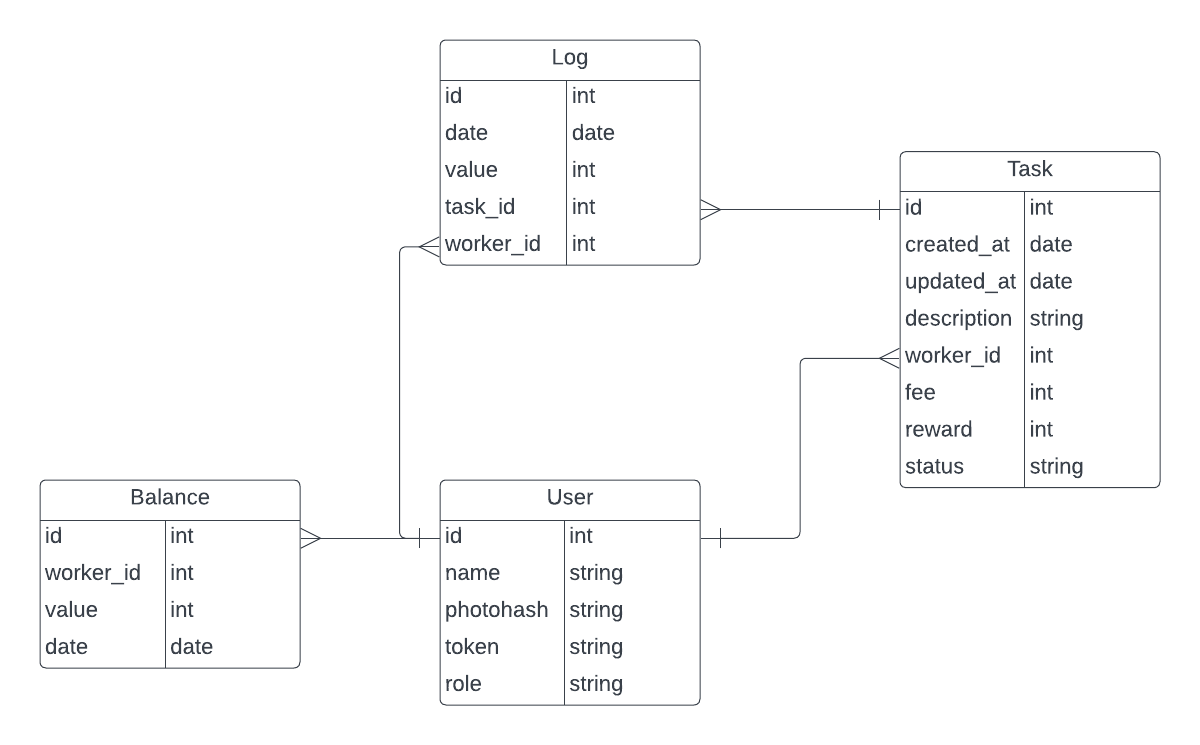 Log
id int
date date
value int
task_id int
worker_id int
Task
id int
created_at date
updated_at date
description string
worker_id int
fee int
reward int
status string
Balance
id int
worker_id int
value int
date date
User
id int
name string
photohash string
token string
role string